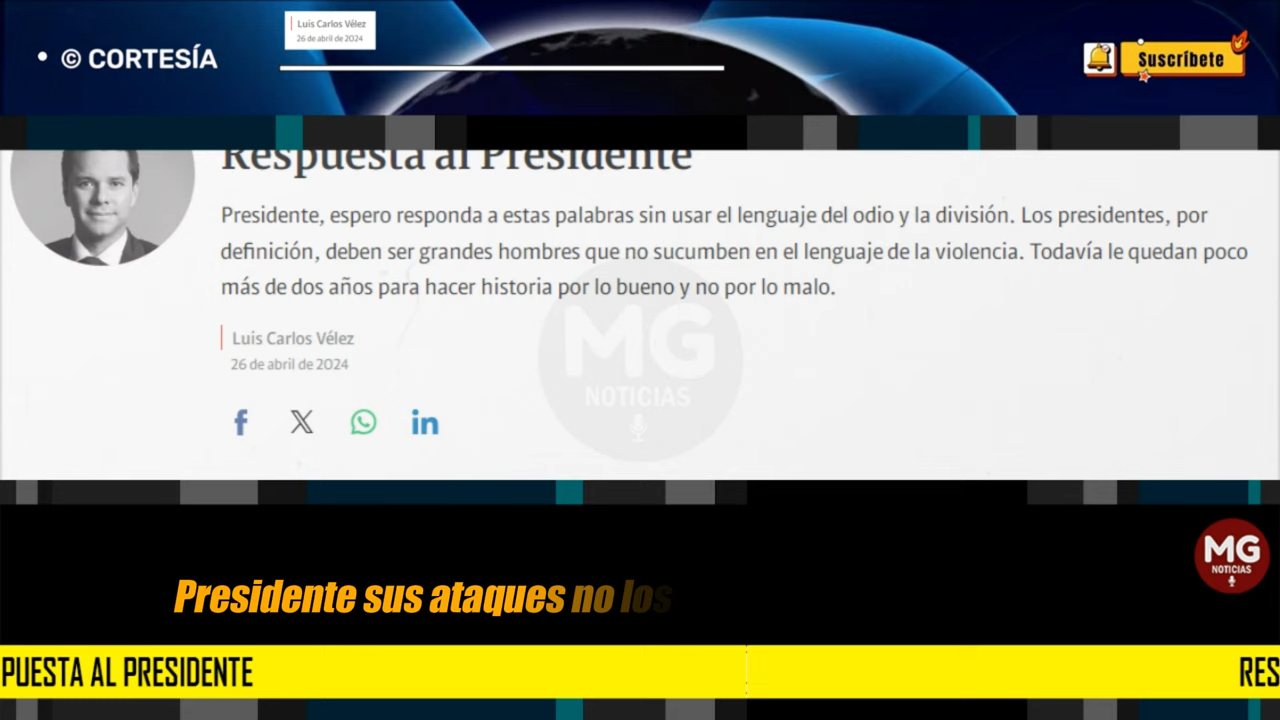 Luis Carlos Vélez
26 de abril de 2024
• © CORTESÍA
Suscríbete
Respuesta al Presidente
Presidente, espero responda a estas palabras sin usar el lenguaje del odio y la división. Los presidentes, por
definición, deben ser grandes hombres que no sucumben en el lenguaje de la violencia. Todavía le quedan poco
más de dos años para hacer historia por lo bueno y no por lo malo.
Luis Carlos Vélez
26 de abril de 2024
MG
NOTICIAS
MG
NOTICIAS
Presidente sus ataques no los
PUESTA AL PRESIDENTE
RES